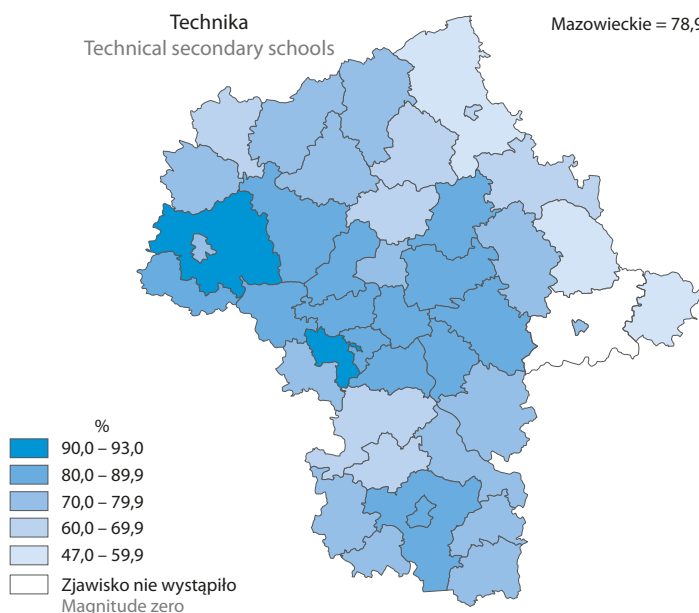 Technika
Technical secondary schools
Mazowieckie = 78,9
%
90,0 – 93,0
80,0 – 89,9
70,0 – 79,9
60,0 – 69,9
47,0 – 59,9
Zjawisko nie wystąpiło
Magnitude zero